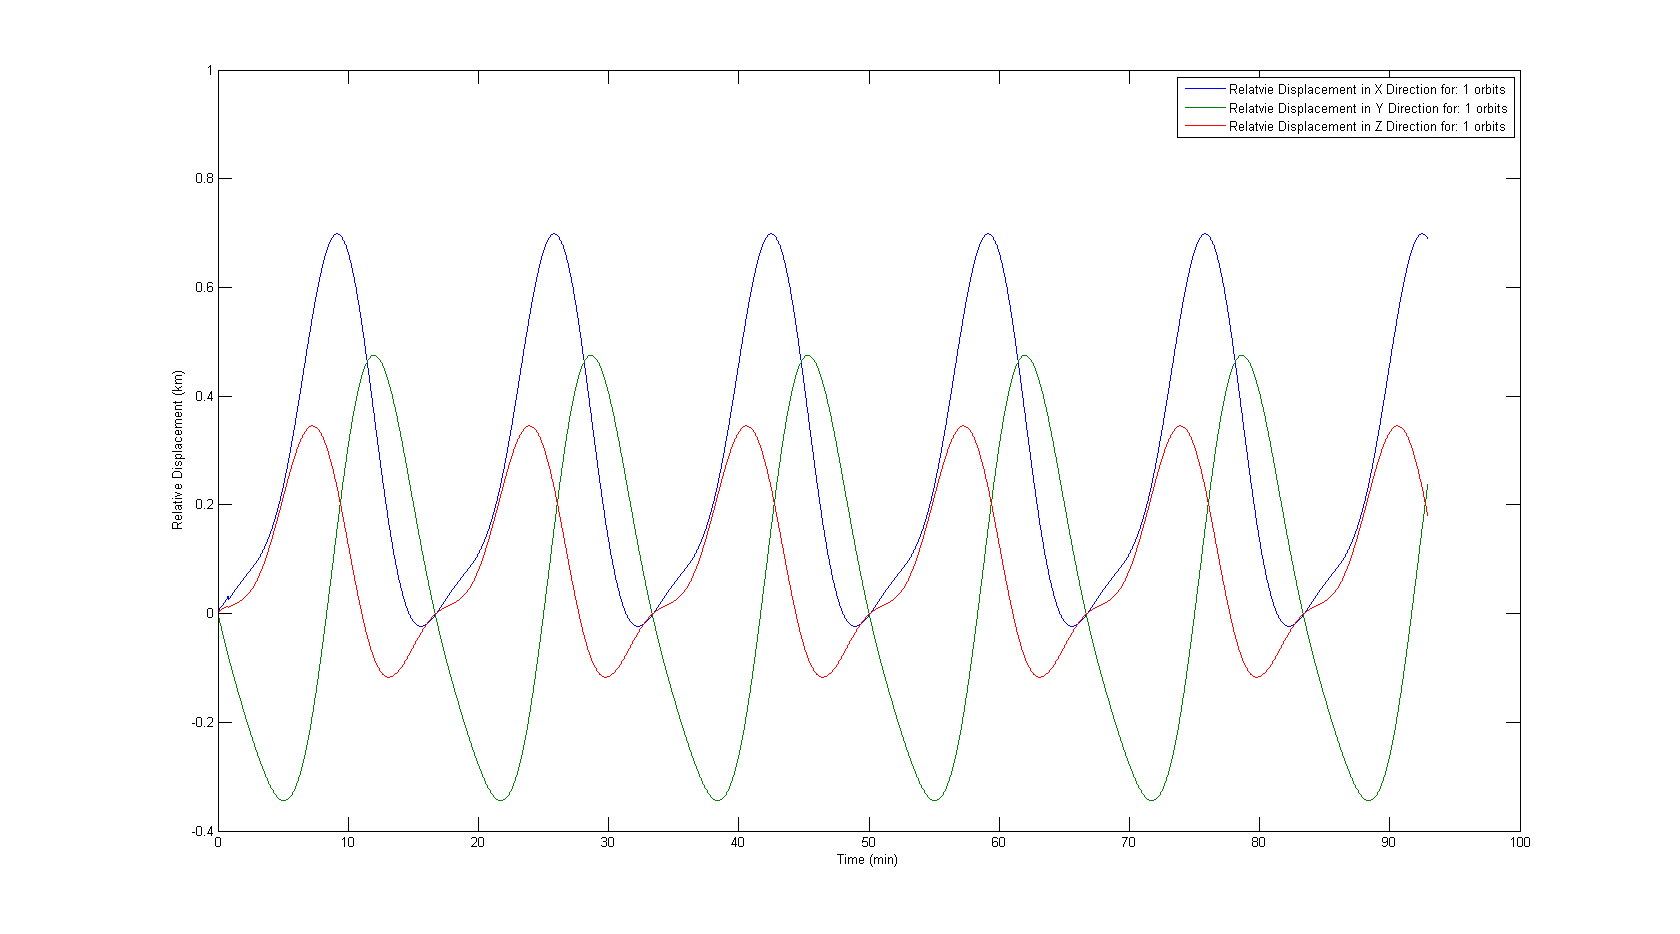 1
0.8
0.6
0.4
0.2
0
-0.2
-0.4
Relative Displacement (km)
Relatvie Displacement in X Direction for: 1 orbits
Relatvie Displacement in Y Direction for: 1 orbits
Relatvie Displacement in Z Direction for: 1 orbits
0 10 20 30 40 50 60 70 80 90 100
Time (min)